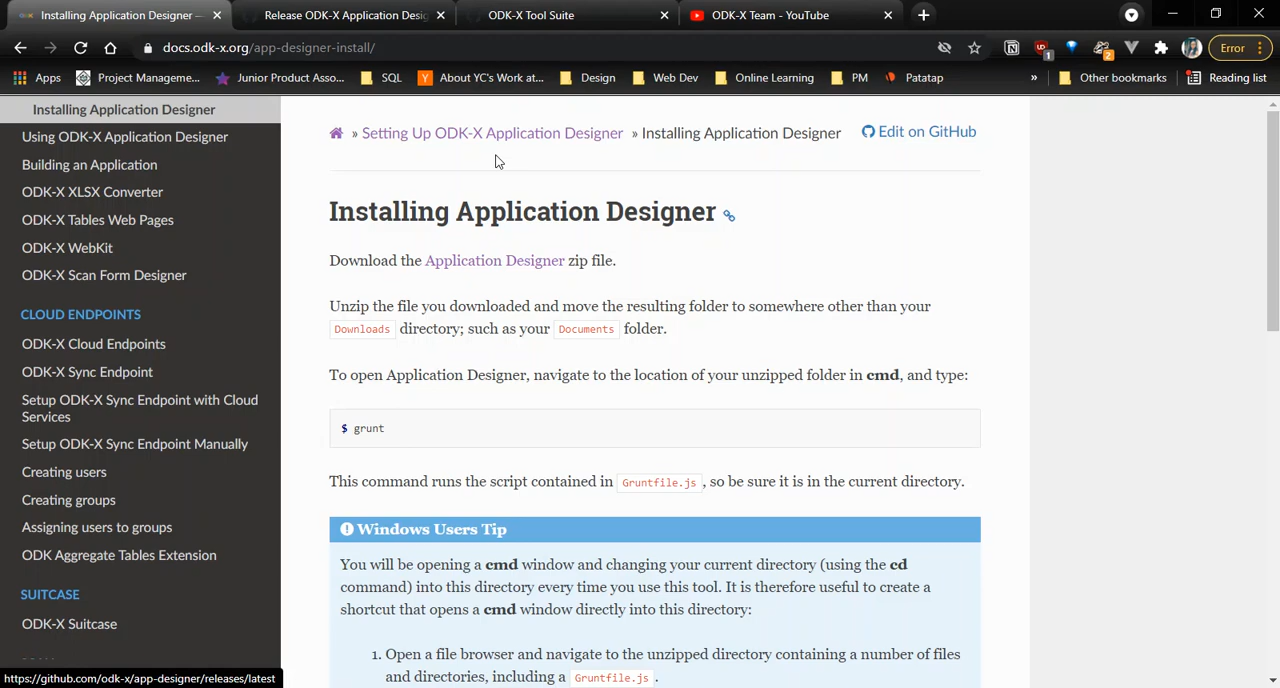 Installing Application Designer —
Release ODK-X Application Desig
ODK-X Tool Suite
ODK-X Team - YouTube
docs.odk-x.org/app-designer-install/
Error
Apps
Project Manageme...
Junior Product Asso...
SQL
About YC's Work at...
Design
Web Dev
Online Learning
PM
Patatap
»
Other bookmarks
Reading list
Installing Application Designer
Using ODK-X Application Designer
Building an Application
ODK-X XLSX Converter
ODK-X Tables Web Pages
ODK-X WebKit
ODK-X Scan Form Designer
CLOUD ENDPOINTS
ODK-X Cloud Endpoints
ODK-X Sync Endpoint
Setup ODK-X Sync Endpoint with Cloud
Services
Setup ODK-X Sync Endpoint Manually
Creating users
Creating groups
Assigning users to groups
ODK Aggregate Tables Extension
SUITCASE
ODK-X Suitcase
https://github.com/odk-x/app-designer/releases/latest
» Setting Up ODK-X Application Designer » Installing Application Designer
Edit on GitHub
Installing Application Designer
Download the Application Designer zip file.
Unzip the file you downloaded and move the resulting folder to somewhere other than your
Downloads directory; such as your Documents folder.
To open Application Designer, navigate to the location of your unzipped folder in cmd, and type:
$ grunt
This command runs the script contained in Gruntfile.js, so be sure it is in the current directory.
Windows Users Tip
You will be opening a cmd window and changing your current directory (using the cd
command) into this directory every time you use this tool. It is therefore useful to create a
shortcut that opens a cmd window directly into this directory:
1. Open a file browser and navigate to the unzipped directory containing a number of files
and directories, including a Gruntfile.js.